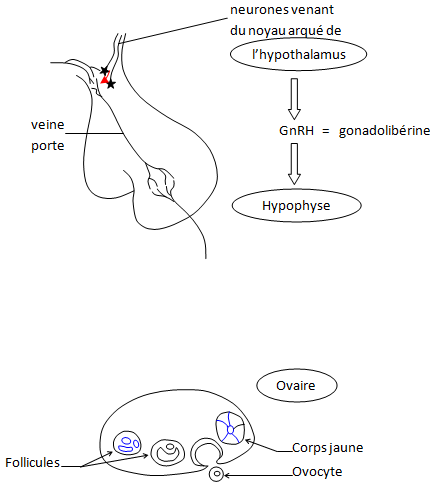 neurones venant
du noyau arqué de
l’hypothalamus
veine
porte
GnRH = gonadolibérine
Hypophyse
Ovaire
Corps jaune
Follicules
Ovocyte